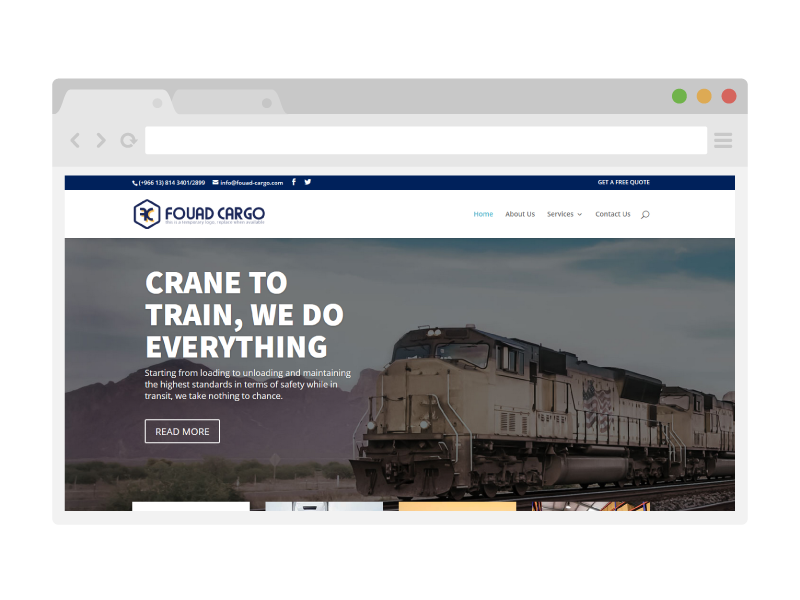 (+966 13) 814 3401/2899 info@fouad-cargo.com GET A FREE QUOTE
FOUAD CARGO
Home About Us Services Contact Us
CRANE TO
TRAIN, WE DO
EVERYTHING
Starting from loading to unloading and maintaining
the highest standards in terms of safety while in
transit, we take nothing to chance.
READ MORE